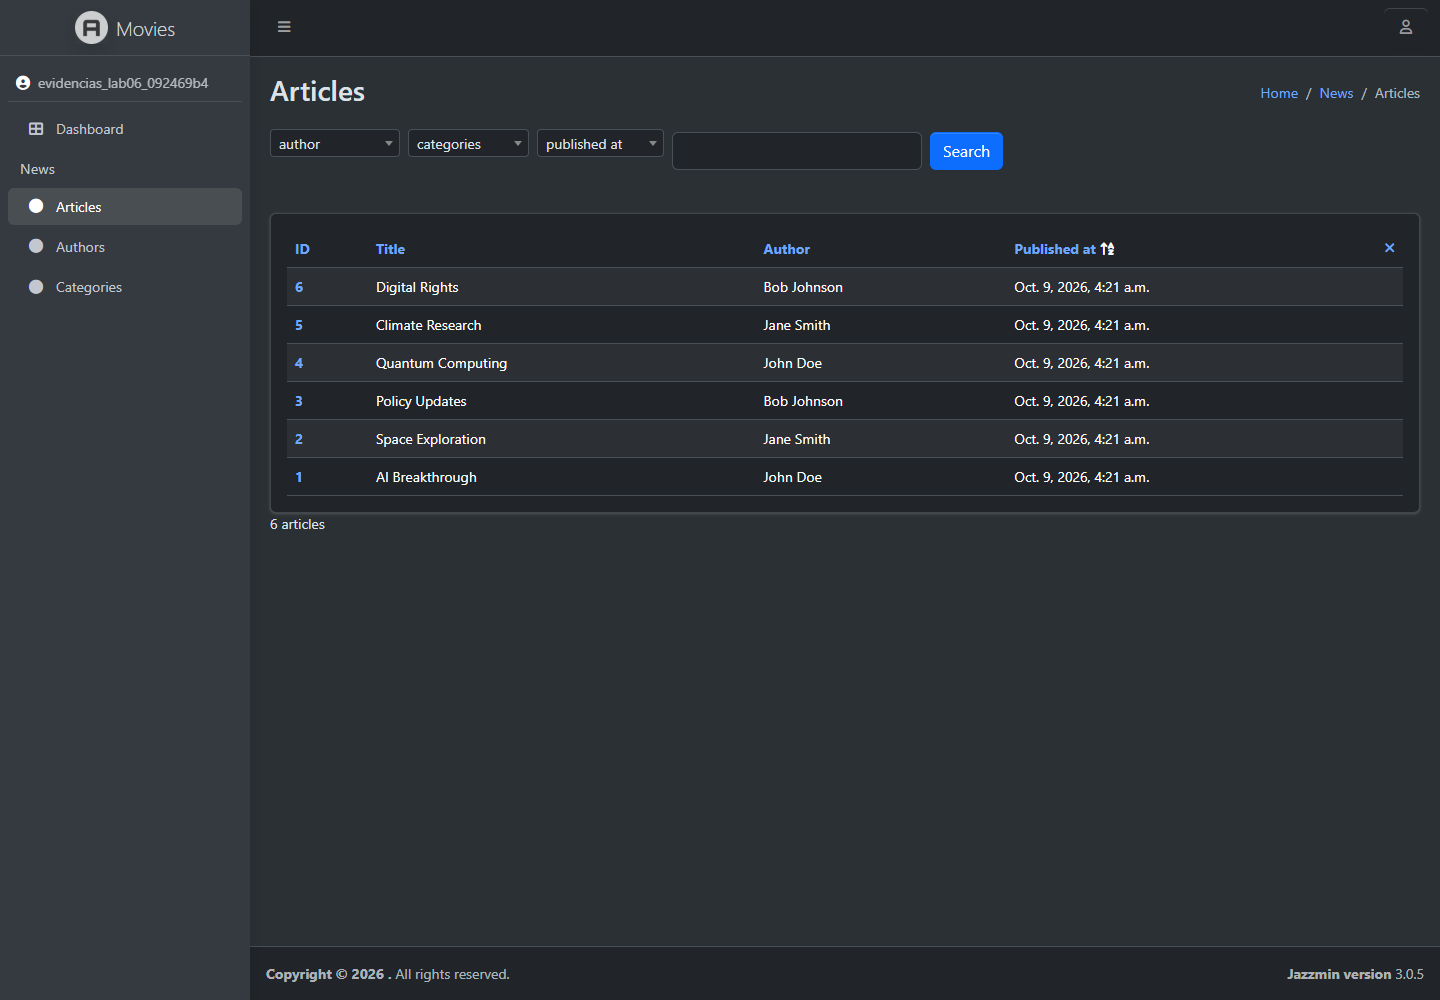 Movies
evidencias_lab06_092469b4
Dashboard
News
Articles
Authors
Categories
Articles
Home / News / Articles
author categories published at Search
ID Title Author Published at
6 Digital Rights Bob Johnson Oct. 9, 2026, 4:21 a.m.
5 Climate Research Jane Smith Oct. 9, 2026, 4:21 a.m.
4 Quantum Computing John Doe Oct. 9, 2026, 4:21 a.m.
3 Policy Updates Bob Johnson Oct. 9, 2026, 4:21 a.m.
2 Space Exploration Jane Smith Oct. 9, 2026, 4:21 a.m.
1 AI Breakthrough John Doe Oct. 9, 2026, 4:21 a.m.
6 articles
Copyright © 2026 . All rights reserved.
Jazzmin version 3.0.5